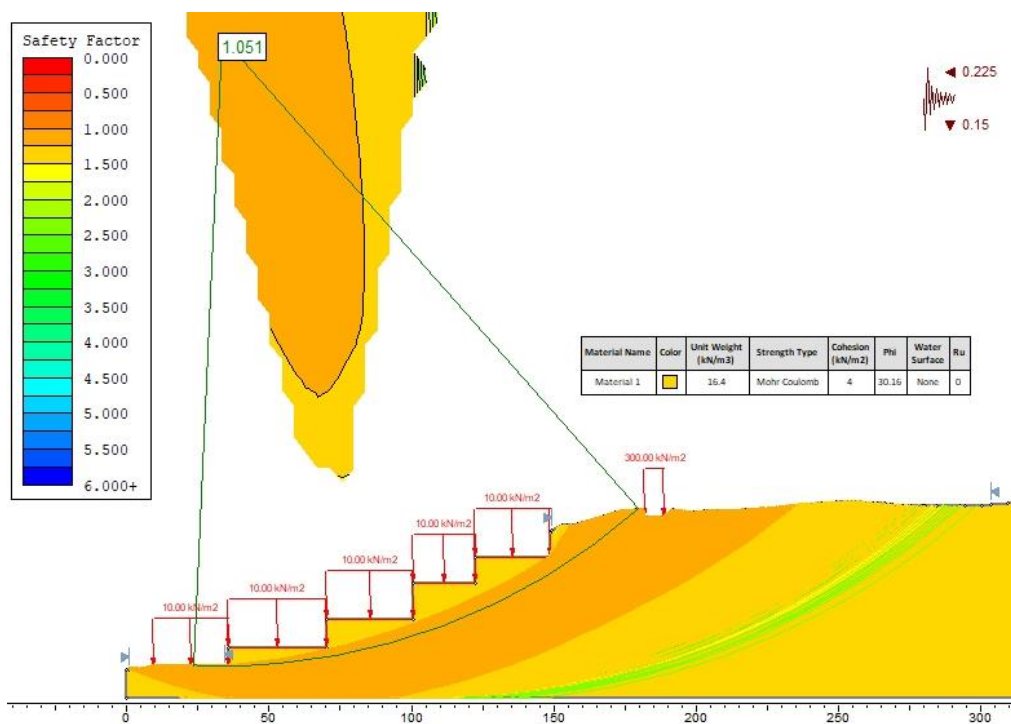 Safety Factor
0.000
0.500
1.000
1.500
2.000
2.500
3.000
3.500
4.000
4.500
5.000
5.500
6.000+
1.051
0.225
0.15
Material Name Color Unit Weight (kN/m3) Strength Type Cohesion (kN/m2) Phi Water Surface Ru
Material 1 16.4 Mohr Coulomb 4 30.16 None 0
300.00 kN/m2
10.00 kN/m2
10.00 kN/m2
10.00 kN/m2
10.00 kN/m2
10.00 kN/m2
0 50 100 150 200 250 300